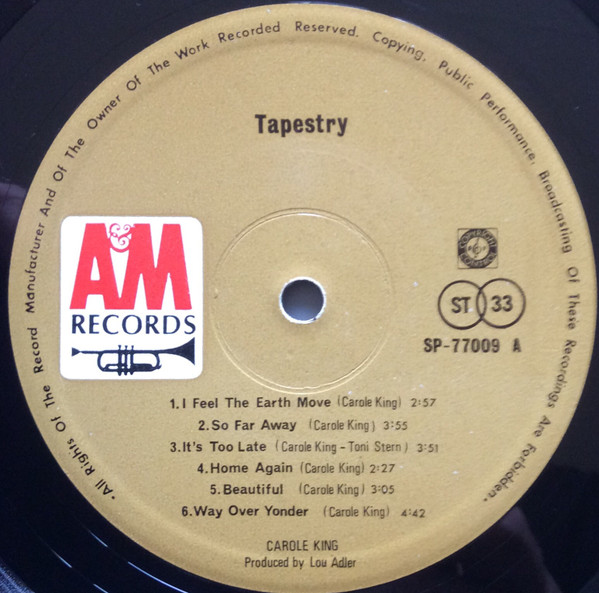 •All Rights Of The Record Manufacturer And Of The Owner Of The Work Recorded Reserved. Copying, Public Performance, Broadcasting Of These Recordings Are Forbidden•
Tapestry
A&M
RECORDS
ST 33
SP-77009 A
1.I Feel The Earth Move (Carole King) 2:57
2.So Far Away (Carole King) 3:55
3.It's Too Late (Carole King – Toni Stern) 3:51
4.Home Again (Carole King) 2:27
5.Beautiful (Carole King) 3:05
6.Way Over Yonder (Carole King) 4:42
CAROLE KING
Produced by Lou Adler